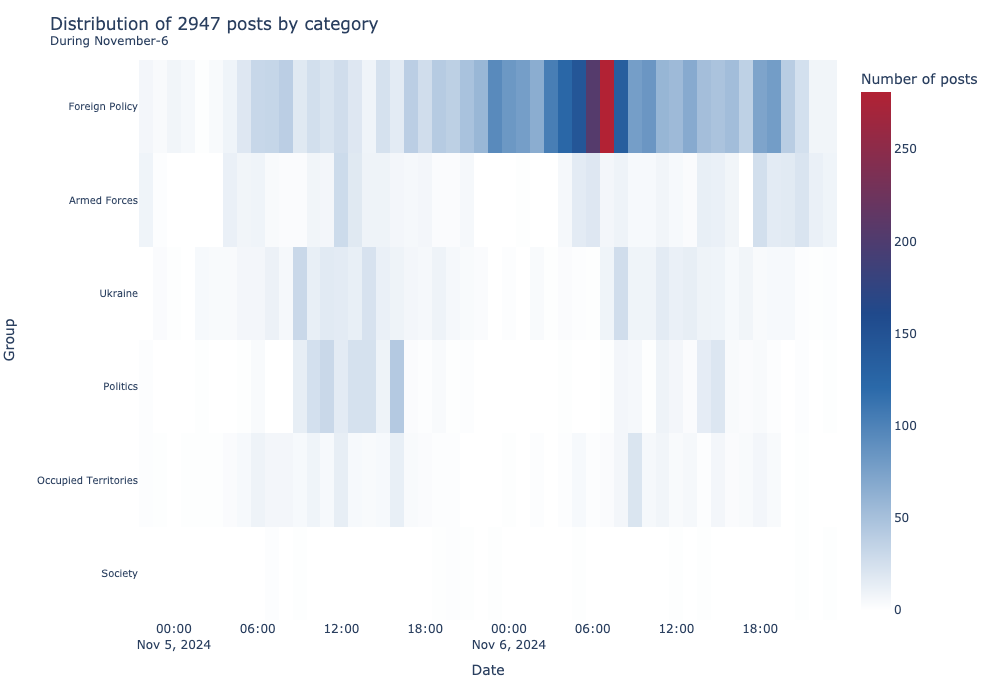 Distribution of 2947 posts by category
During November-6
Number of posts
Foreign Policy
Armed Forces
Ukraine
Politics
Occupied Territories
Society
Group
250
200
150
100
50
0
00:00 06:00 12:00 18:00 00:00 06:00 12:00 18:00
Nov 5, 2024 Nov 6, 2024
Date